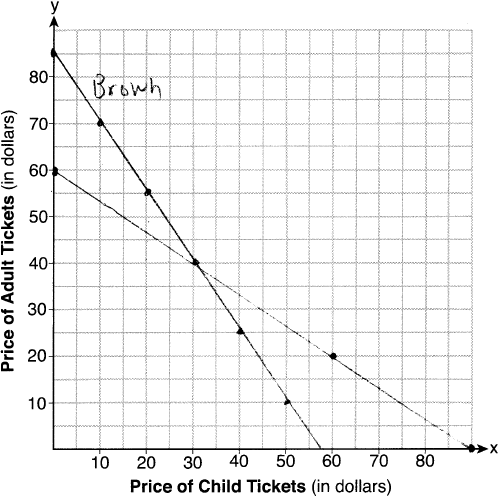 y
80
Brown
70
60
50
40
30
20
10
x
10 20 30 40 50 60 70 80
Price of Adult Tickets (in dollars)
Price of Child Tickets (in dollars)